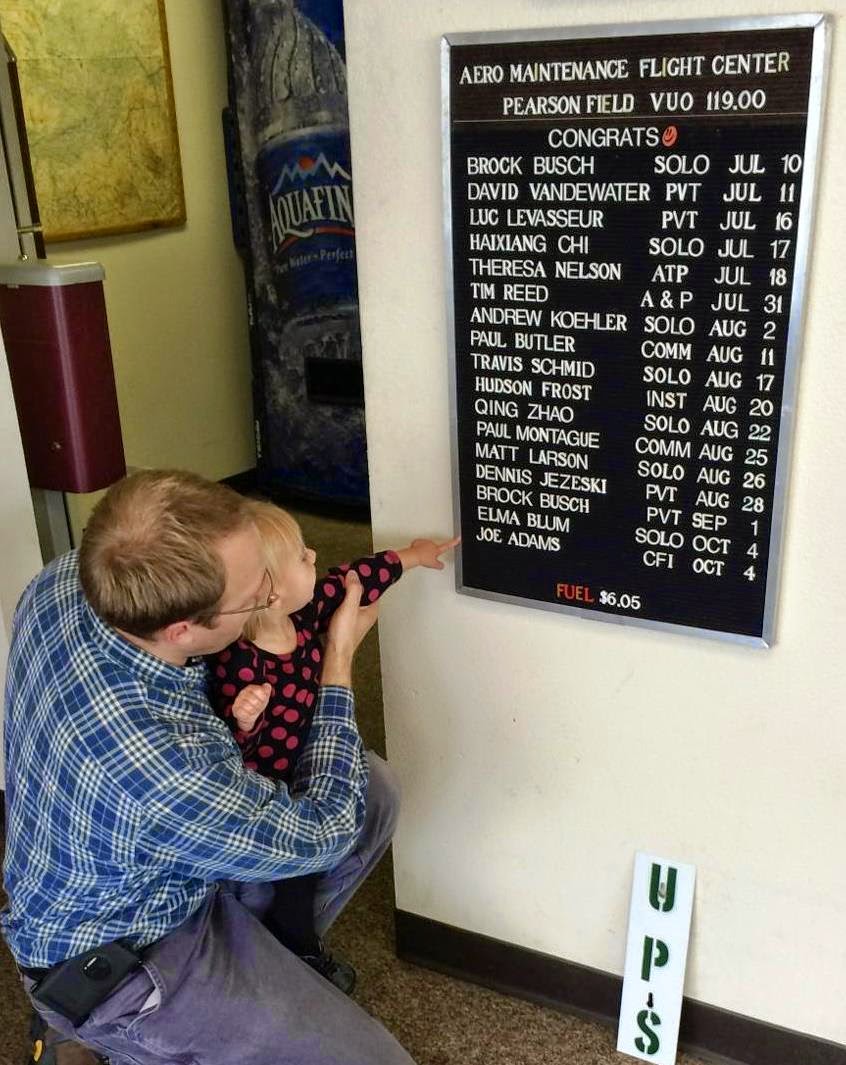 AERO MAINTENANCE FLIGHT CENTER
PEARSON FIELD VUO 119.00
CONGRATS
BROCK BUSCH SOLO JUL 10
DAVID VANDEWATER PVT JUL 11
LUC LEVASSEUR PVT JUL 16
HAIXIANG CHI SOLO JUL 17
THERESA NELSON ATP JUL 18
TIM REED A & P JUL 31
ANDREW KOEHLER SOLO AUG 2
PAUL BUTLER COMM AUG 11
TRAVIS SCHMID SOLO AUG 17
HUDSON FROST INST AUG 20
QING ZHAO SOLO AUG 22
PAUL MONTAGUE COMM AUG 25
MATT LARSON SOLO AUG 26
DENNIS JEZESKI PVT AUG 28
BROCK BUSCH PVT SEP 1
ELMA BLUM SOLO OCT 4
JOE ADAMS CFI OCT 4
FUEL $6.05
AQUAFIN
Pure Water - Perfect
UPS